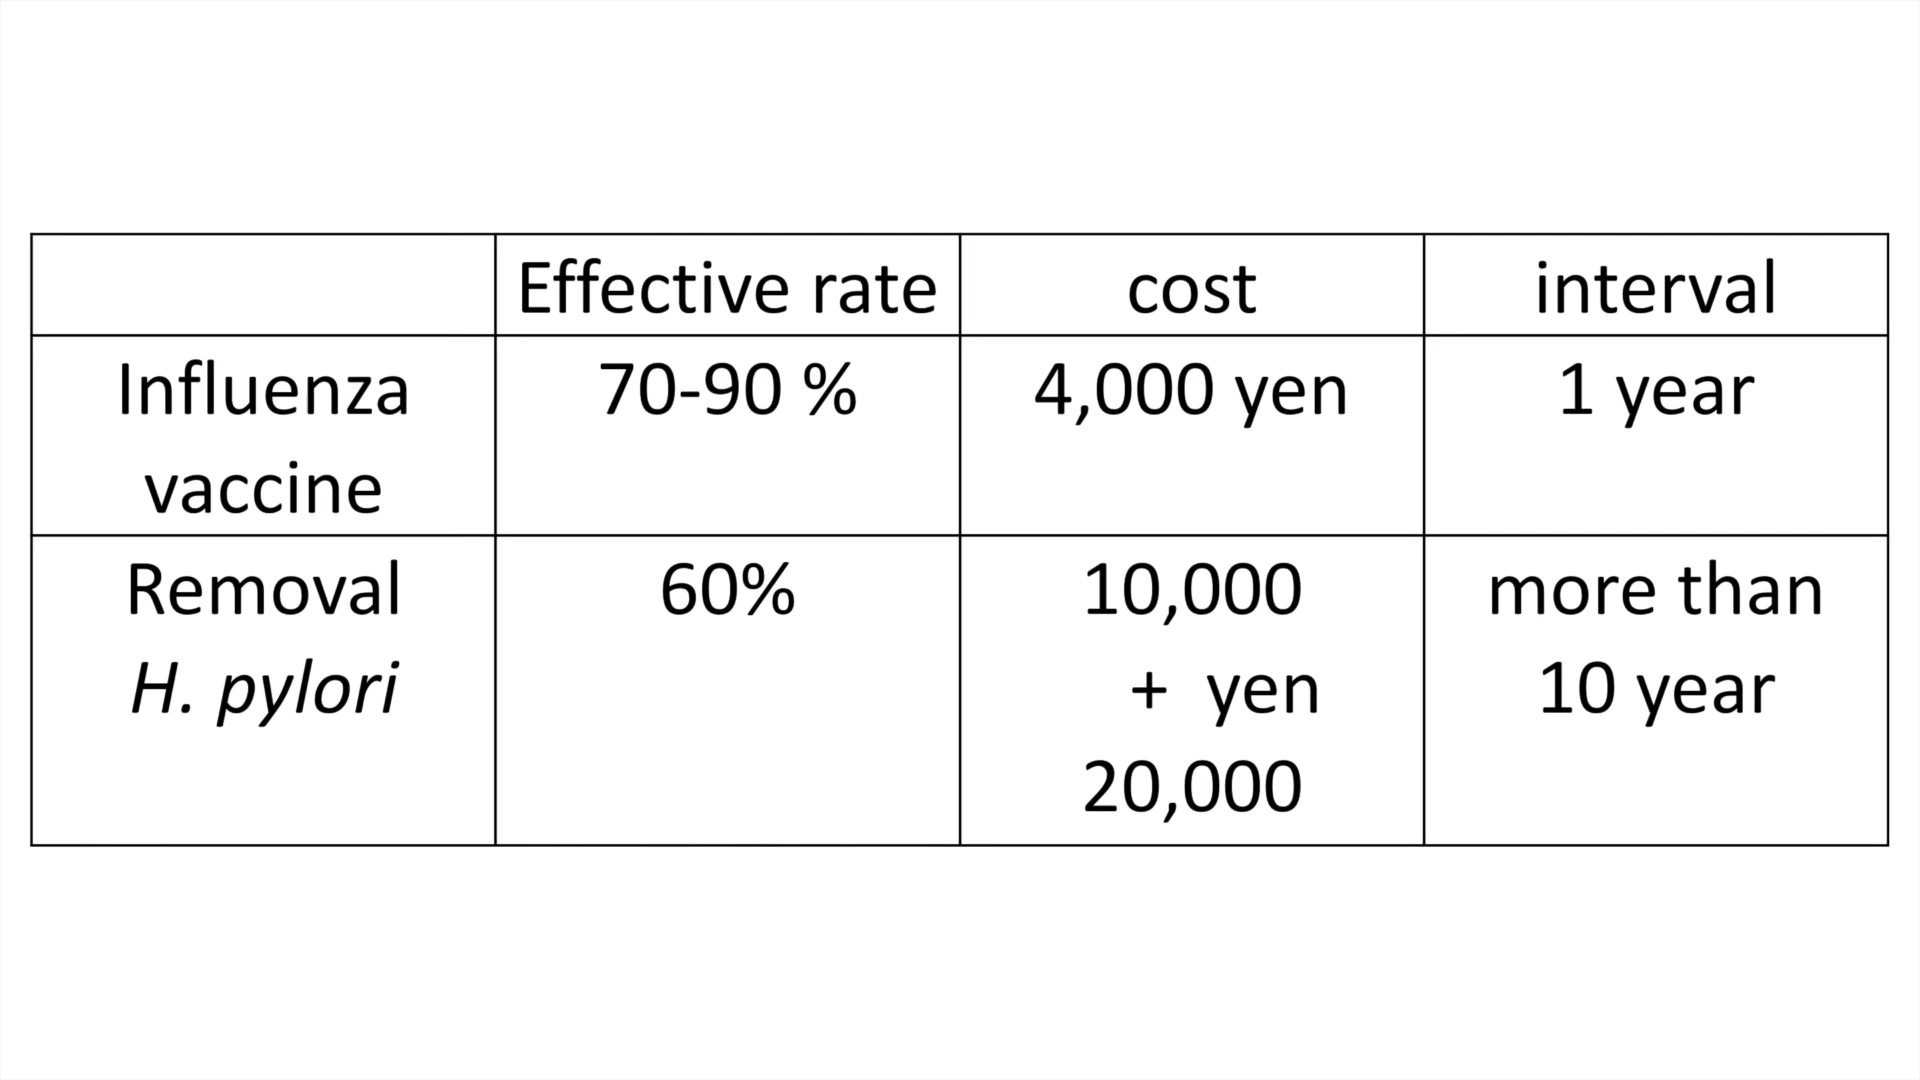 Effective rate
cost
interval
Influenza
vaccine
70-90 %
4,000 yen
1 year
Removal
H. pylori
60%
10,000
+ yen
20,000
more than
10 year